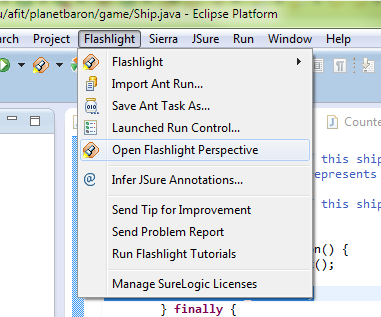 u/afit/planetbaron/game/Ship.java - Eclipse Platform
rch Project Flashlight Sierra JSure Run Window Help
Flashlight
Import Ant Run...
Save Ant Task As...
Counte
Launched Run Control...
Open Flashlight Perspective
this ship
epresents
Infer JSure Annotations...
this ship
Send Tip for Improvement
Send Problem Report
n() {
Run Flashlight Tutorials
();
Manage SureLogic Licenses
} finally {